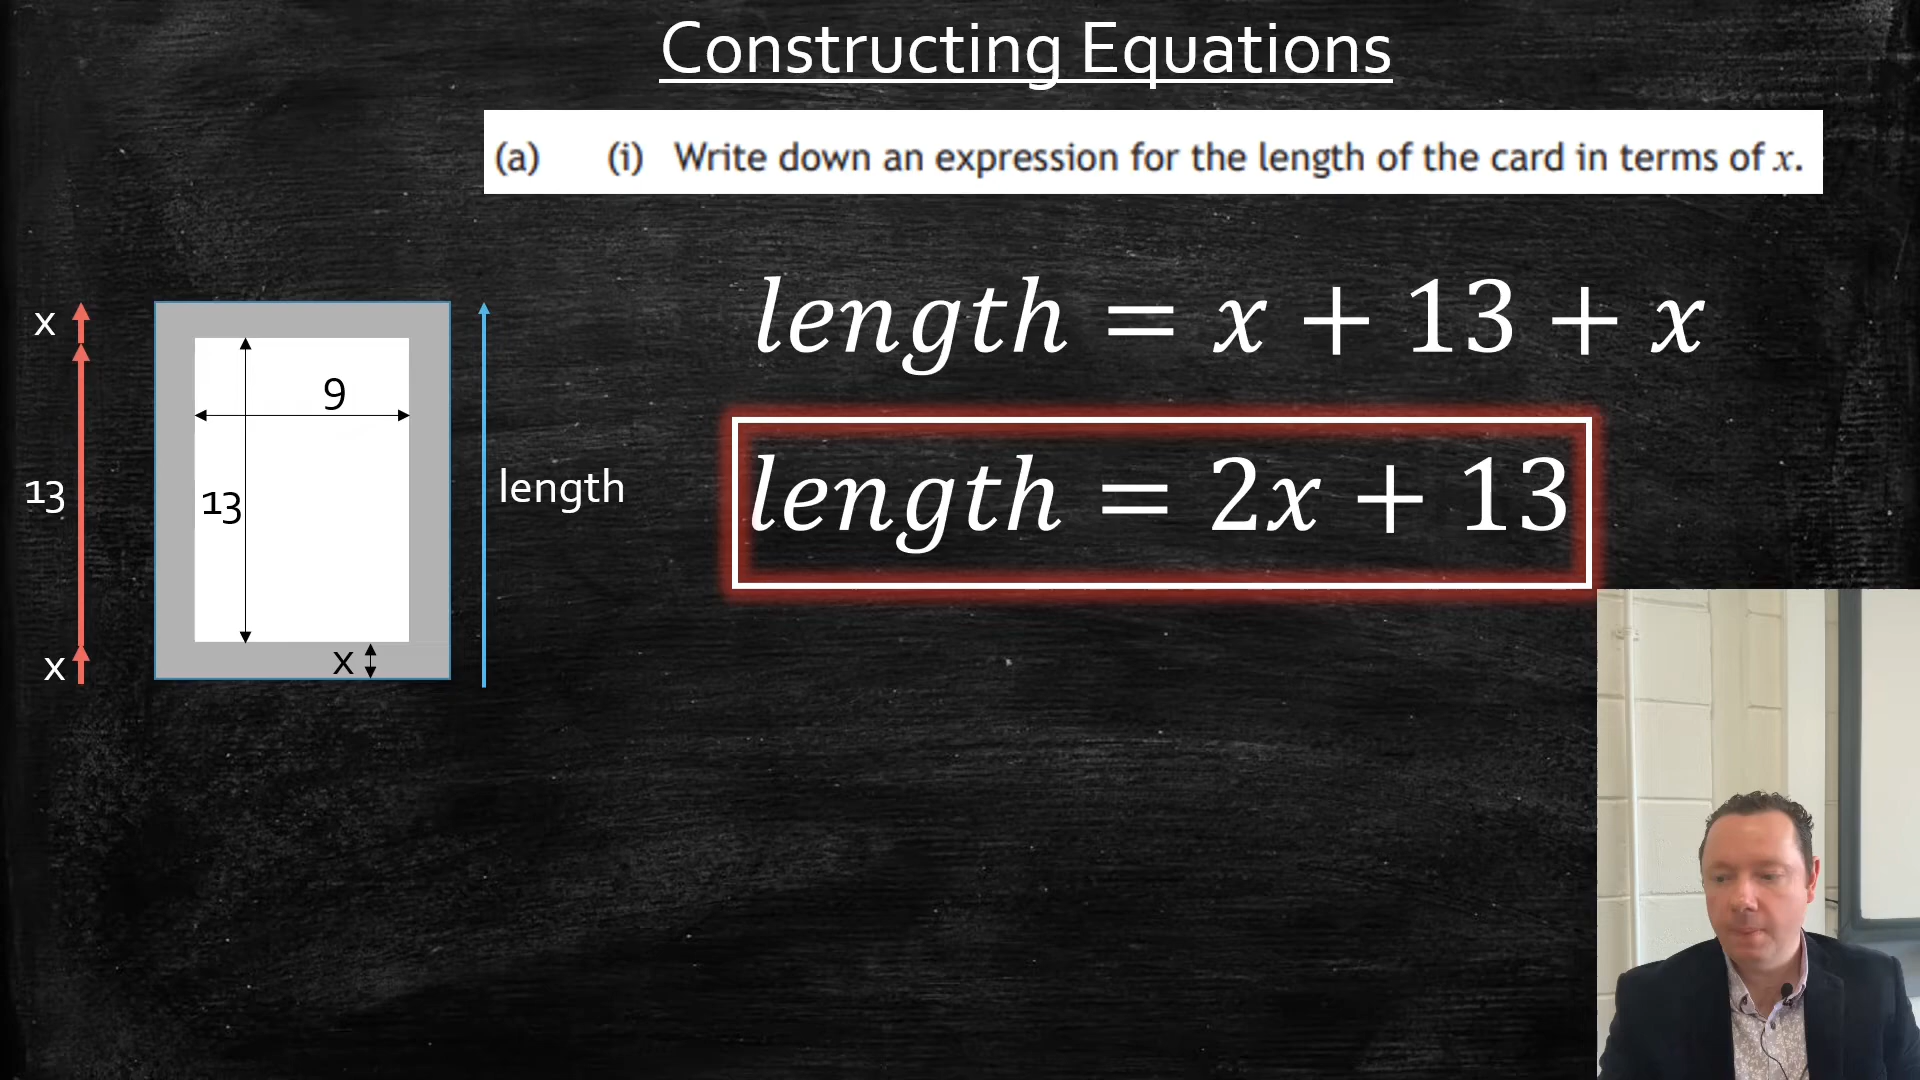 Constructing Equations
(a) (i) Write down an expression for the length of the card in terms of x.
length = x + 13 + x
length = 2x + 13
x
13
x
9
13
x
length